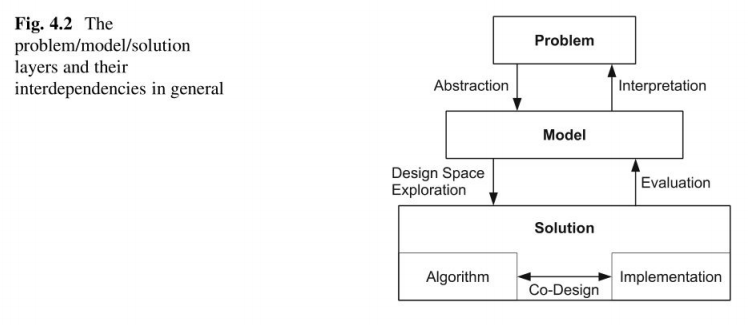 Fig. 4.2 The
problem/model/solution
layers and their
interdependencies in general
Problem
Abstraction
Interpretation
Model
Design Space
Exploration
Evaluation
Solution
Algorithm
Implementation
Co-Design